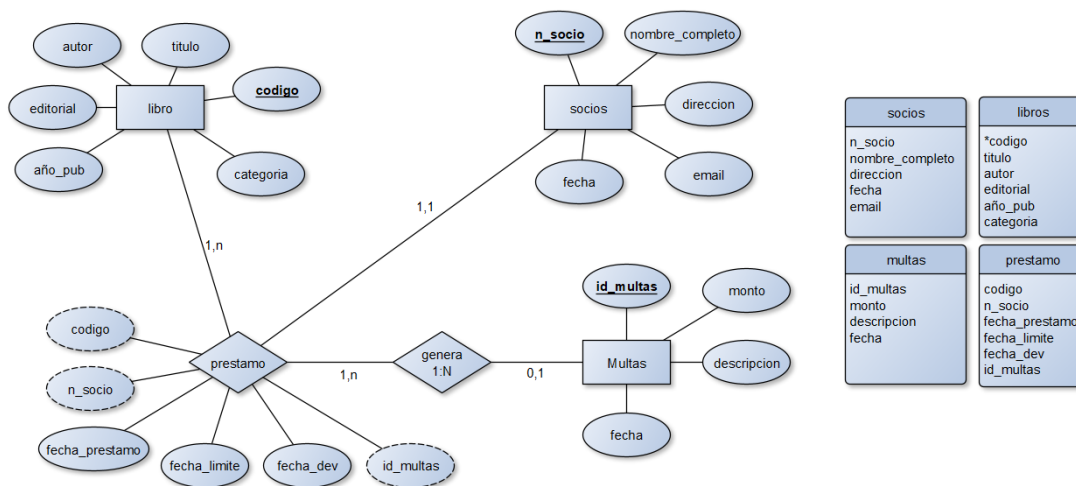 autor
titulo
editorial
libro
codigo
año_pub
categoria
n_socio
nombre_completo
socios
direccion
fecha
email
1,n
1,1
codigo
n_socio
prestamo
fecha_prestamo
fecha_limite
fecha_dev
id_multas
1,n
genera
1:N
0,1
id_multas
monto
Multas
descripcion
fecha
socios
n_socio
nombre_completo
direccion
fecha
email
libros
*codigo
titulo
autor
editorial
año_pub
categoria
multas
id_multas
monto
descripcion
fecha
prestamo
codigo
n_socio
fecha_prestamo
fecha_limite
fecha_dev
id_multas